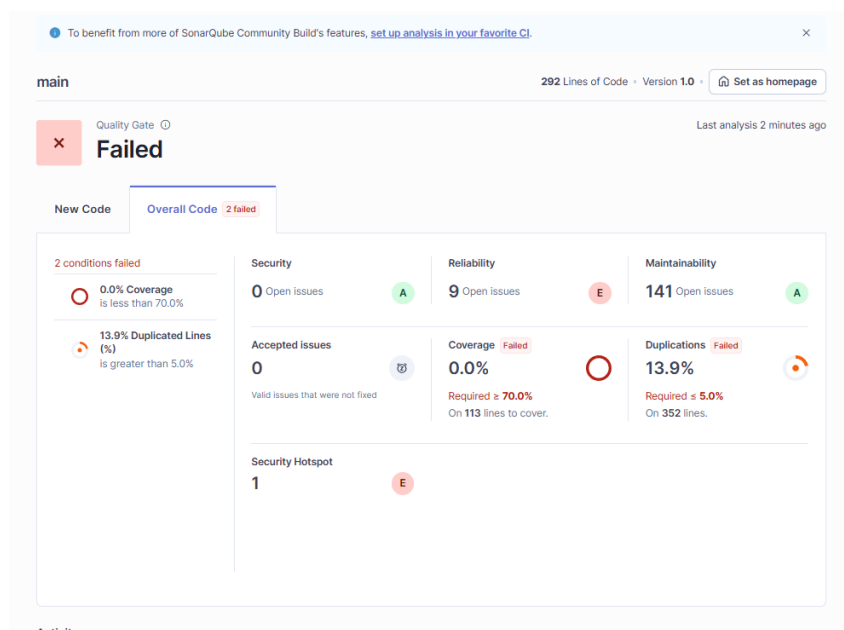 To benefit from more of SonarQube Community Build's features, set up analysis in your favorite CI.
main
292 Lines of Code • Version 1.0 • Set as homepage
Quality Gate
Failed
Last analysis 2 minutes ago
New Code
Overall Code 2 failed
2 conditions failed
0.0% Coverage
is less than 70.0%
13.9% Duplicated Lines
(%)
is greater than 5.0%
Security
0 Open issues A
Reliability
9 Open issues E
Maintainability
141 Open issues A
Accepted issues
0
Valid issues that were not fixed
Coverage Failed
0.0%
Required ≥ 70.0%
On 113 lines to cover.
Duplications Failed
13.9%
Required ≤ 5.0%
On 352 lines.
Security Hotspot
1 E